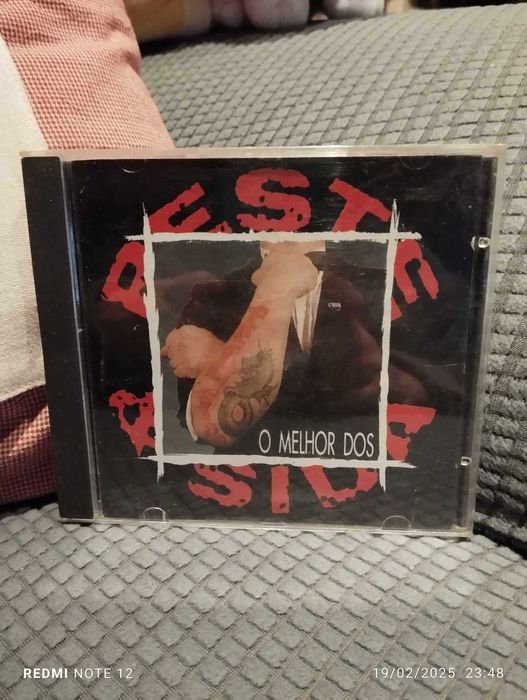 PESTE
& SIDA
O MELHOR DOS
REDMI NOTE 12
19/02/2025 23:48